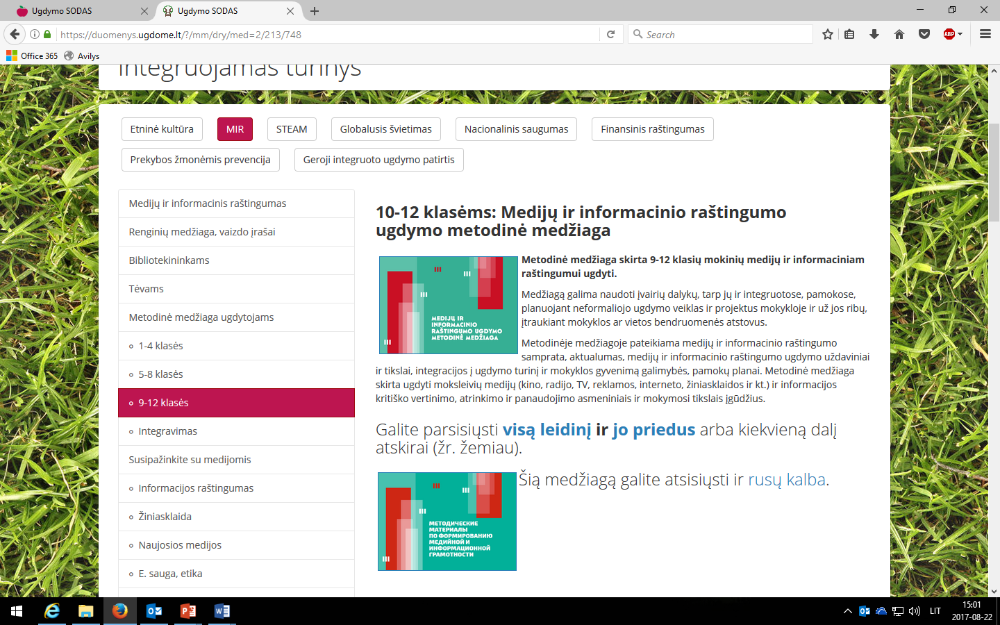 Ugdymo SODAS
Ugdymo SODAS
https://duomenys.ugdome.lt/?/mm/dry/med=2/213/748
Search
ABP
Office 365
Avilys
integruojamas turinys
Etninė kultūra
MIR
STEAM
Globalusis švietimas
Nacionalinis saugumas
Finansinis raštingumas
Prekybos žmonėmis prevencija
Geroji integruoto ugdymo patirtis
Medijų ir informacinis raštingumas
Renginių medžiaga, vaizdo įrašai
Bibliotekininkams
Tėvams
Metodinė medžiaga ugdytojams
1-4 klasės
5-8 klasės
9-12 klasės
Integravimas
Susipažinkite su medijomis
Informacijos raštingumas
Žiniasklaida
Naujosios medijos
E. sauga, etika
10-12 klasėms: Medijų ir informacinio raštingumo
ugdymo metodinė medžiaga
MEDIJŲ IR
INFORMACINIO
RAŠTINGUMO UGDYMO
METODINĖ MEDŽIAGA
Metodinė medžiaga skirta 9-12 klasių mokinių medijų ir informaciniam
raštingumui ugdyti.
Medžiagą galima naudoti įvairių dalykų, tarp jų ir integruotose, pamokose,
planuojant neformaliojo ugdymo veiklas ir projektus mokykloje ir už jos ribų,
įtraukiant mokyklos ar vietos bendruomenės atstovus.
Metodinėje medžiagoje pateikiama medijų ir informacinio raštingumo
samprata, aktualumas, medijų ir informacinio raštingumo ugdymo uždaviniai
ir tikslai, integracijos į ugdymo turinį ir mokyklos gyvenimą galimybės, pamokų planai. Metodinė medžiaga
skirta ugdyti moksleivių medijų (kino, radijo, TV, reklamos, interneto, žiniasklaidos ir kt.) ir informacijos
kritiško vertinimo, atrinkimo ir panaudojimo asmeniniais ir mokymosi tikslais įgūdžius.
Galite parsisiųsti visą leidinį ir jo priedus arba kiekvieną dalį
atskirai (žr. žemiau).
Šią medžiagą galite atsisiųsti ir rusų kalba.
МЕТОДИЧЕСКИЕ
МАТЕРИАЛЫ
ПО ФОРМИРОВАНИЮ
МЕДИЙНОЙ И
ИНФОРМАЦИОННОЙ
ГРАМОТНОСТИ
LIT
15:01
2017-08-22